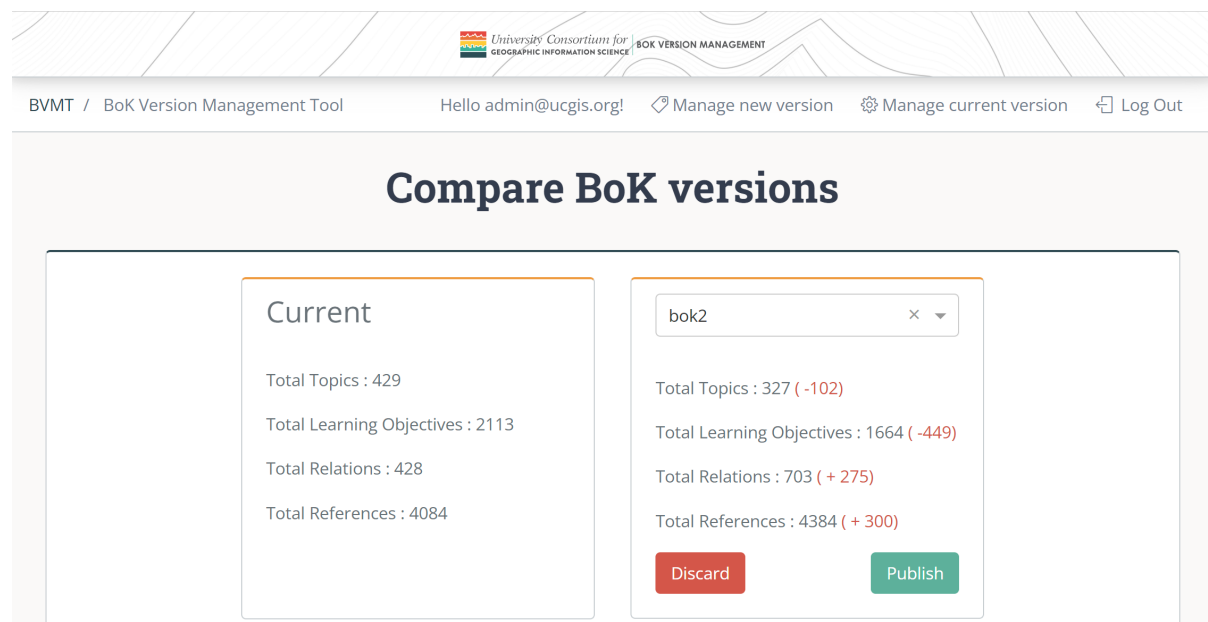 University Consortium for
GEOGRAPHIC INFORMATION SCIENCE
BOK VERSION MANAGEMENT
BVMT / BoK Version Management Tool Hello admin@ucgis.org! Manage new version Manage current version Log Out
Compare BoK versions
Current
Total Topics : 429
Total Learning Objectives : 2113
Total Relations : 428
Total References : 4084
bok2
Total Topics : 327 ( -102)
Total Learning Objectives : 1664 ( -449)
Total Relations : 703 ( + 275)
Total References : 4384 ( + 300)
Discard Publish